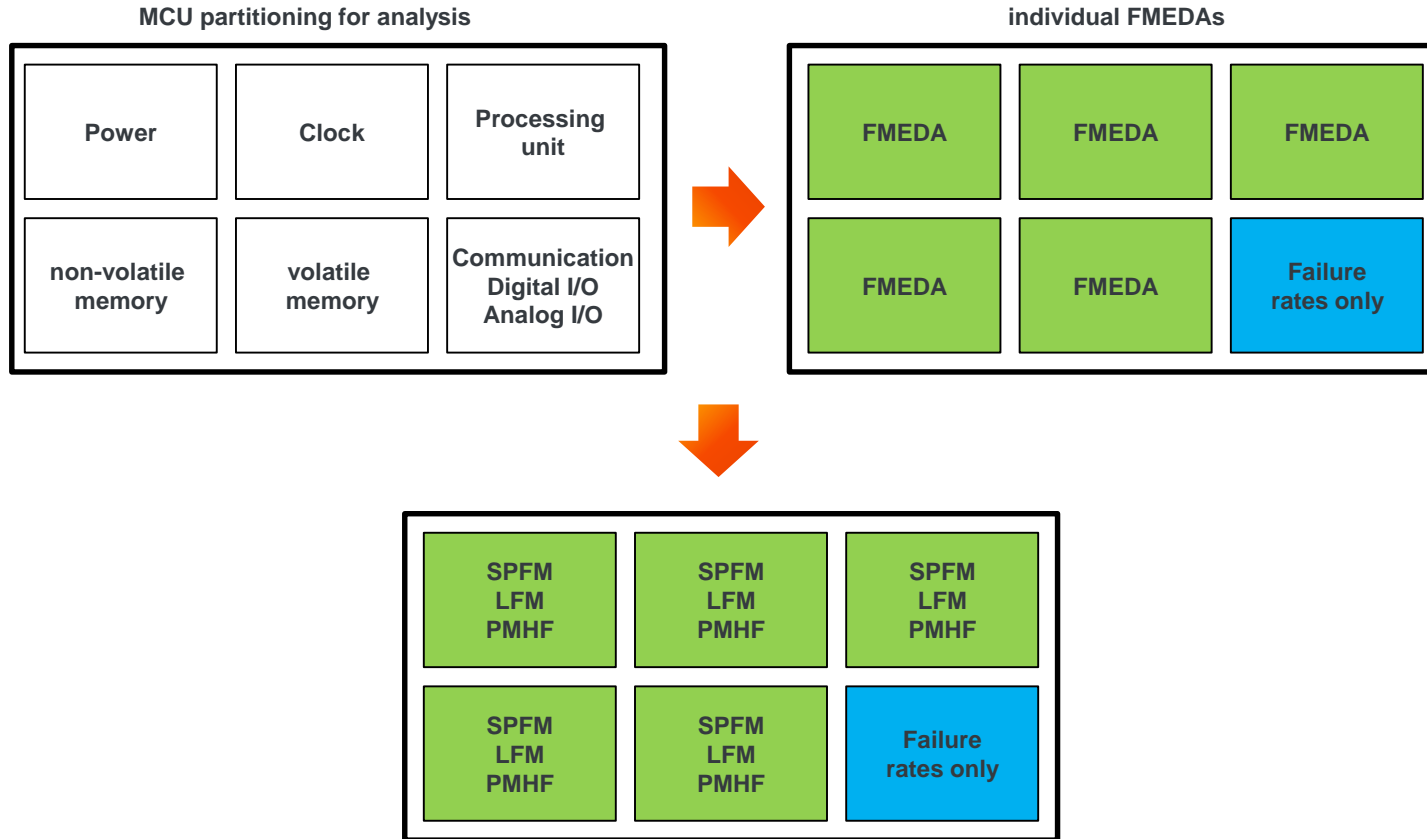 MCU partitioning for analysis
individual FMEDAs
Power
Clock
Processing
unit
non-volatile
memory
volatile
memory
Communication
Digital I/O
Analog I/O
FMEDA
FMEDA
FMEDA
FMEDA
FMEDA
Failure
rates only
SPFM
LFM
PMHF
SPFM
LFM
PMHF
SPFM
LFM
PMHF
SPFM
LFM
PMHF
SPFM
LFM
PMHF
Failure
rates only